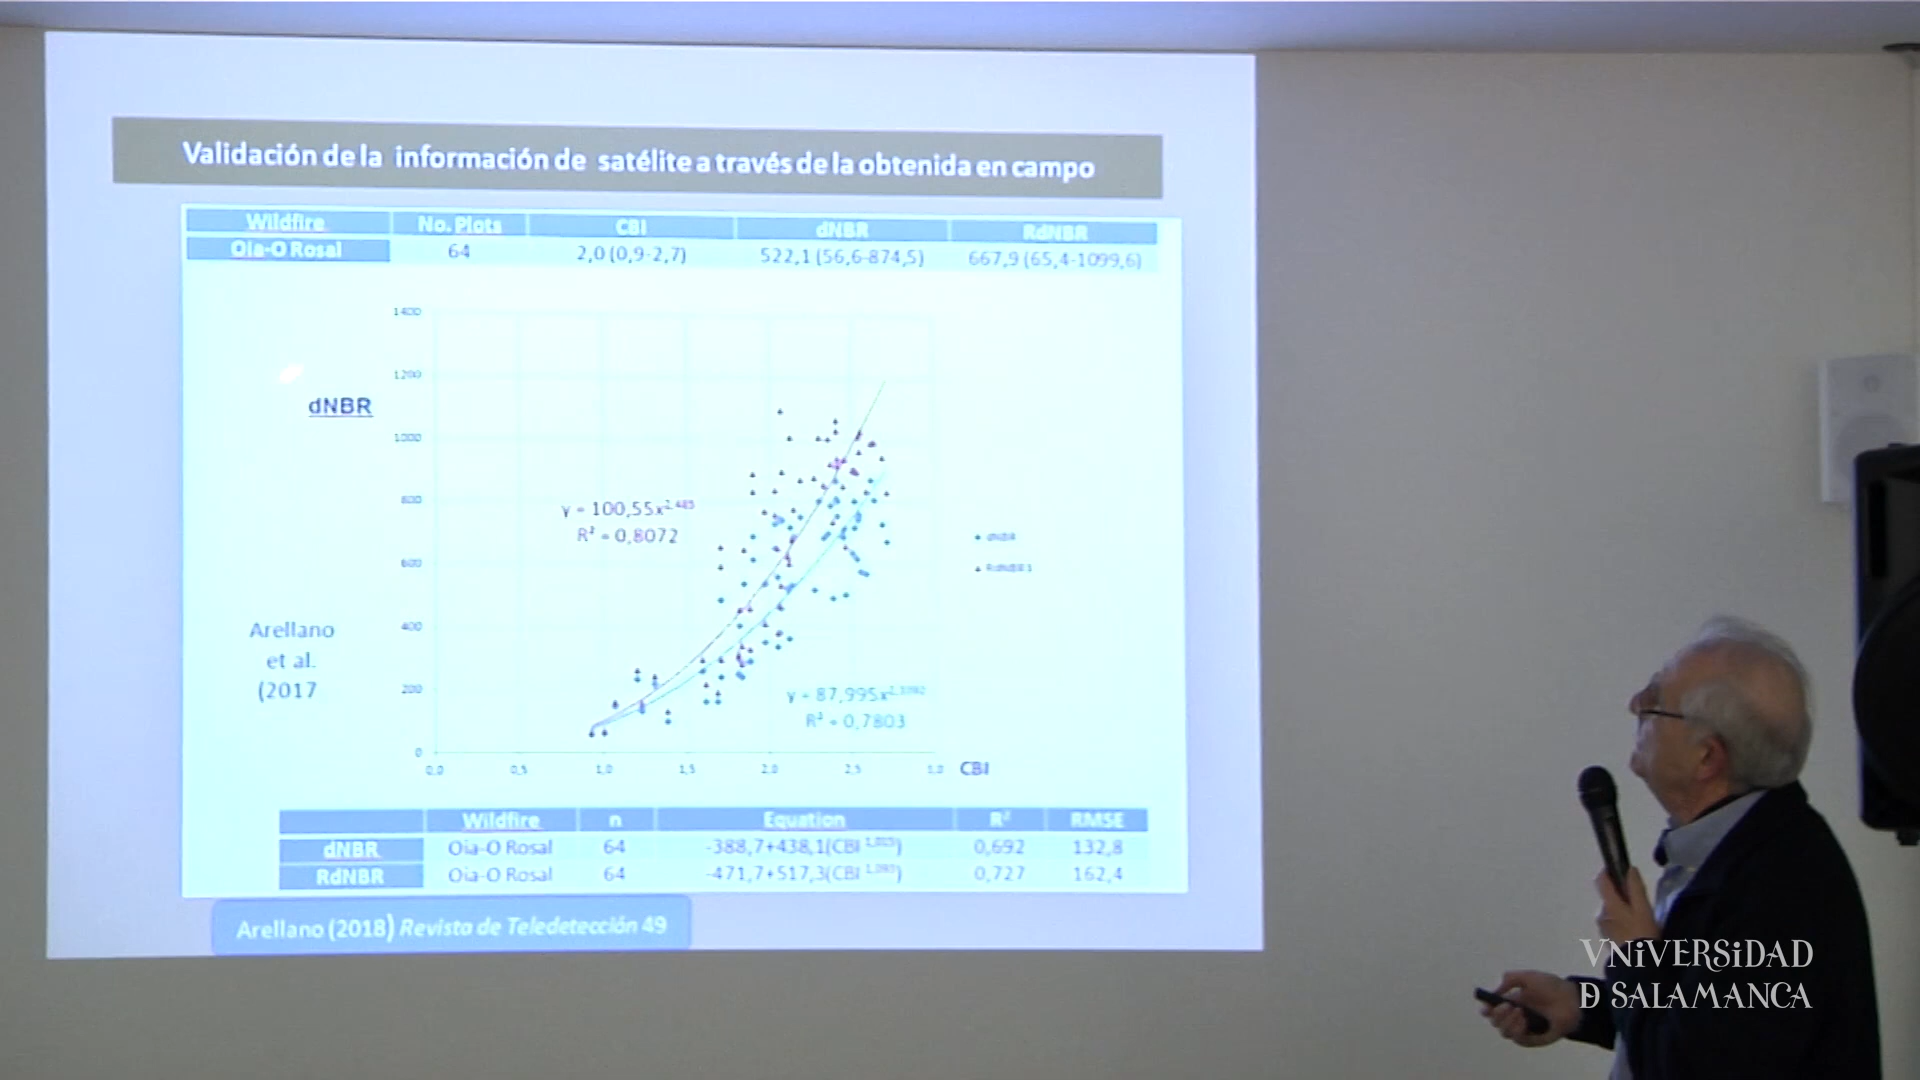 Validación de la información de satélite a través de la obtenida en campo
Wildfire No. Plots CBI dNBR RdNBR
Oia-O Rosal 64 2,0 (0,9-2,7) 522,1 (56,6-874,5) 667,9 (65,4-1099,6)
dNBR
1400
1200
1000
800
600
400
200
0
y = 100,55x
R² = 0,8072
dNBR
RdNBR
Arellano
et al.
(2017
y = 87,995x
R² = 0,7803
0,0 0,5 1,0 1,5 2,0 2,5 CBI
Wildfire n Equation R² RMSE
dNBR Oia-O Rosal 64 -388,7+438,1(CBI ) 0,692 132,8
RdNBR Oia-O Rosal 64 -471,7+517,3(CBI ) 0,727 162,4
Arellano (2018) Revista de Teledetección 49
VNiVERSiDAD
Ð SALAMANCA